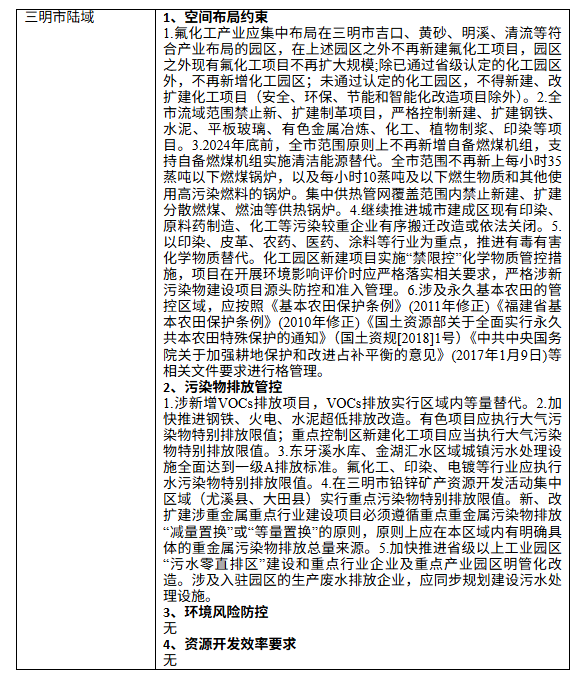 三明市陆域
1、空间布局约束
1.氟化工产业应集中布局在三明市吉口、黄砂、明溪、清流等符
合产业布局的园区，在上述园区之外不再新建氟化工项目，园区
之外现有氟化工项目不再扩大规模;除已通过省级认定的化工园区
外，不再新增化工园区；未通过认定的化工园区，不得新建、改
扩建化工项目（安全、环保、节能和智能化改造项目除外）。2.全
市流域范围禁止新、扩建制革项目，严格控制新建、扩建钢铁、
水泥、平板玻璃、有色金属冶炼、化工、植物制浆、印染等项
目。3.2024年底前，全市范围原则上不再新增自备燃煤机组，支
持自备燃煤机组实施清洁能源替代。全市范围不再新上每小时35
蒸吨以下燃煤锅炉，以及每小时10蒸吨及以下燃生物质和其他使
用高污染燃料的锅炉。集中供热管网覆盖范围内禁止新建、扩建
分散燃煤、燃油等供热锅炉。4.继续推进城市建成区现有印染、
原料药制造、化工等污染较重企业有序搬迁改造或依法关闭。5.
以印染、皮革、农药、医药、涂料等行业为重点，推进有毒有害
化学物质替代。化工园区新建项目实施“禁限控”化学物质管控措
施，项目在开展环境影响评价时应严格落实相关要求，严格涉新
污染物建设项目源头防控和准入管理。6.涉及永久基本农田的管
控区域，应按照《基本农田保护条例》(2011年修正)《福建省基
本农田保护条例》(2010年修正)《国土资源部关于全面实行永久
共本农田特殊保护的通知》（国土资规[2018]1号）《中共中央国务
院关于加强耕地保护和改进占补平衡的意见》(2017年1月9日)等
相关文件要求进行格管理。
2、污染物排放管控
1.涉新增VOCs排放项目，VOCs排放实行区域内等量替代。2.加
快推进钢铁、火电、水泥超低排放改造。有色项目应执行大气污
染物特别排放限值；重点控制区新建化工项目应当执行大气污染
物特别排放限值。3.东牙溪水库、金湖汇水区域城镇污水处理设
施全面达到一级A排放标准。氟化工、印染、电镀等行业应执行
水污染物特别排放限值。4.在三明市铅锌矿产资源开发活动集中
区域（尤溪县、大田县）实行重点污染物特别排放限值。新、改
扩建涉重金属重点行业建设项目必须遵循重点重金属污染物排放
“减量置换”或“等量置换”的原则，原则上应在本区域内有明确具
体的重金属污染物排放总量来源。5.加快推进省级以上工业园区
“污水零直排区”建设和重点行业企业及重点产业园区明管化改
造。涉及入驻园区的生产废水排放企业，应同步规划建设污水处
理设施。
3、环境风险防控
无
4、资源开发效率要求
无